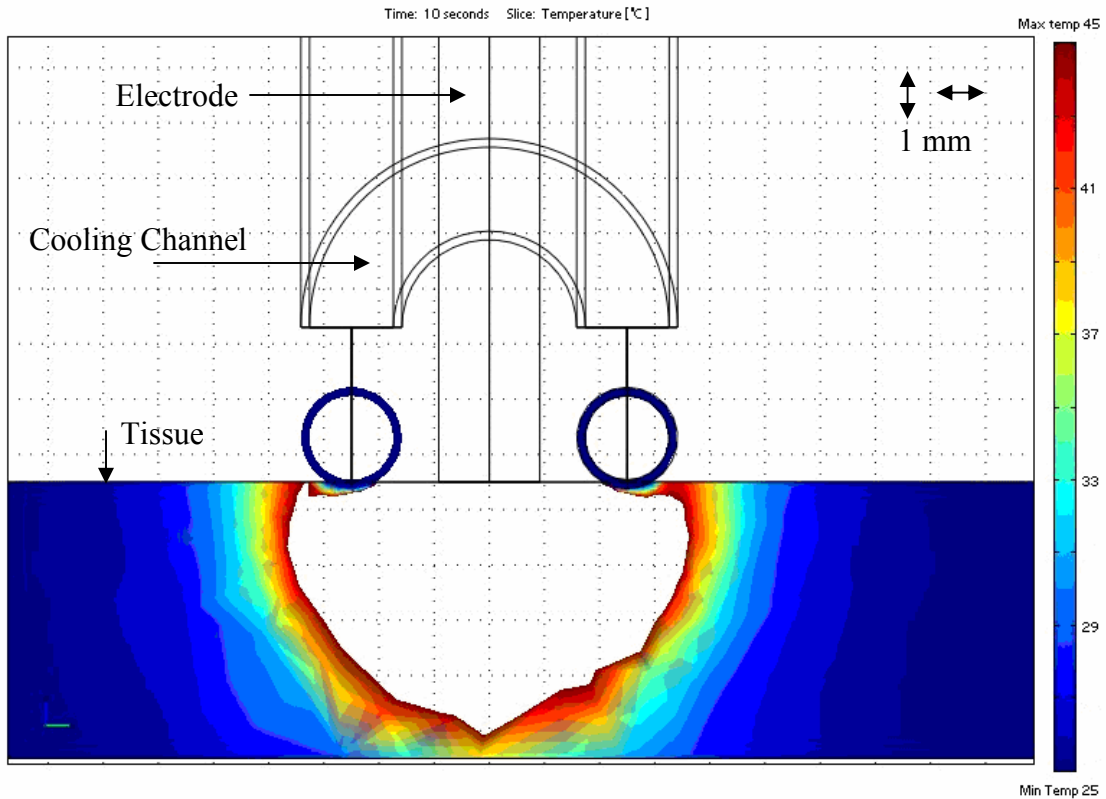 Time: 10 seconds Slice: Temperature [°C]
Max temp 45
Electrode
1 mm
41
Cooling Channel
37
Tissue
33
29
Min Temp 25